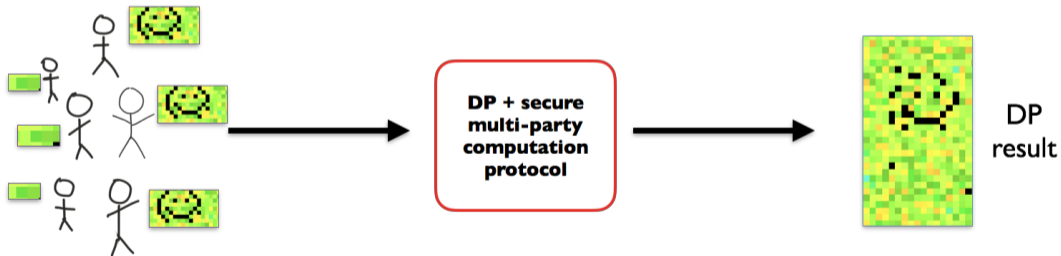 DP + secure
multi-party
computation
protocol
DP
result